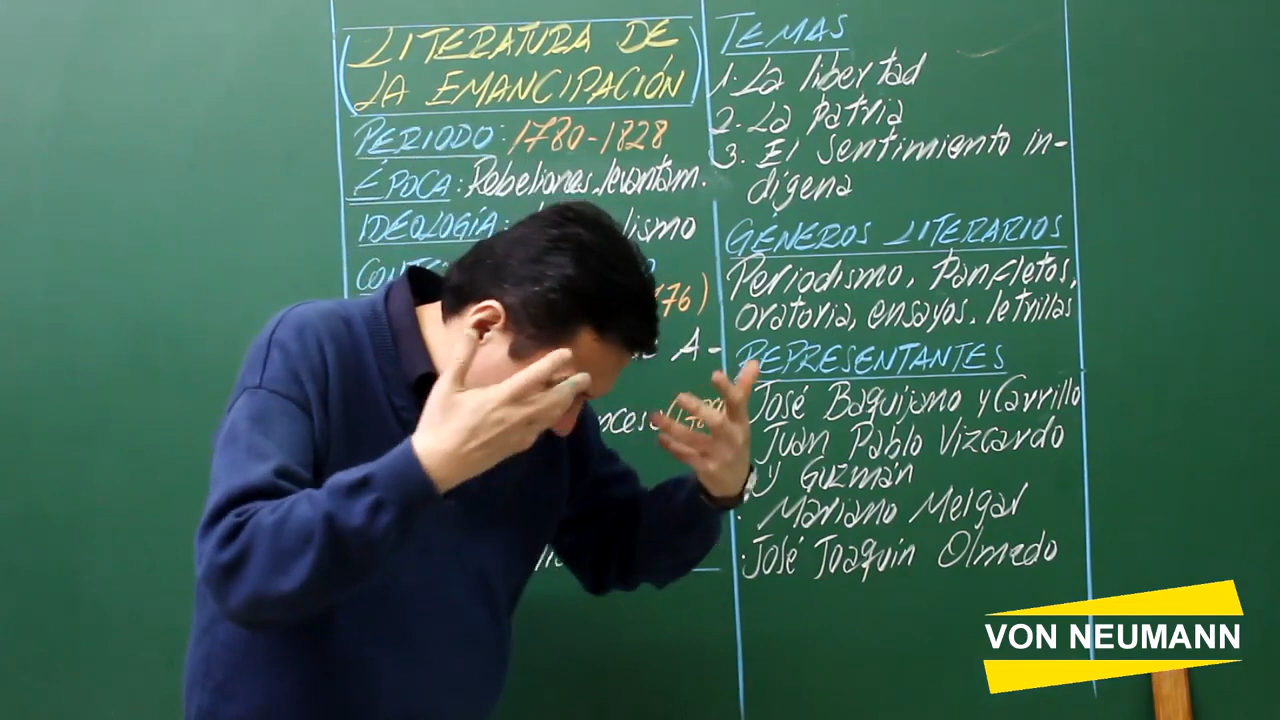 LITERATURA DE
LA EMANCIPACIÓN
PERIODO: 1780-1828
ÉPOCA: Rebeliones, levantam.
IDEOLOGÍA: lismo
76)
A-
TEMAS
1. La libertad
2. La patria
3. El sentimiento in-
dígena
GÉNEROS LITERARIOS
Periodismo, panfletos,
oratoria, ensayos, letrillas
REPRESENTANTES
José Baquijano y Carrillo
Juan Pablo Vizcardo
y Guzmán
. Mariano Melgar
. José Joaquín Olmedo
VON NEUMANN